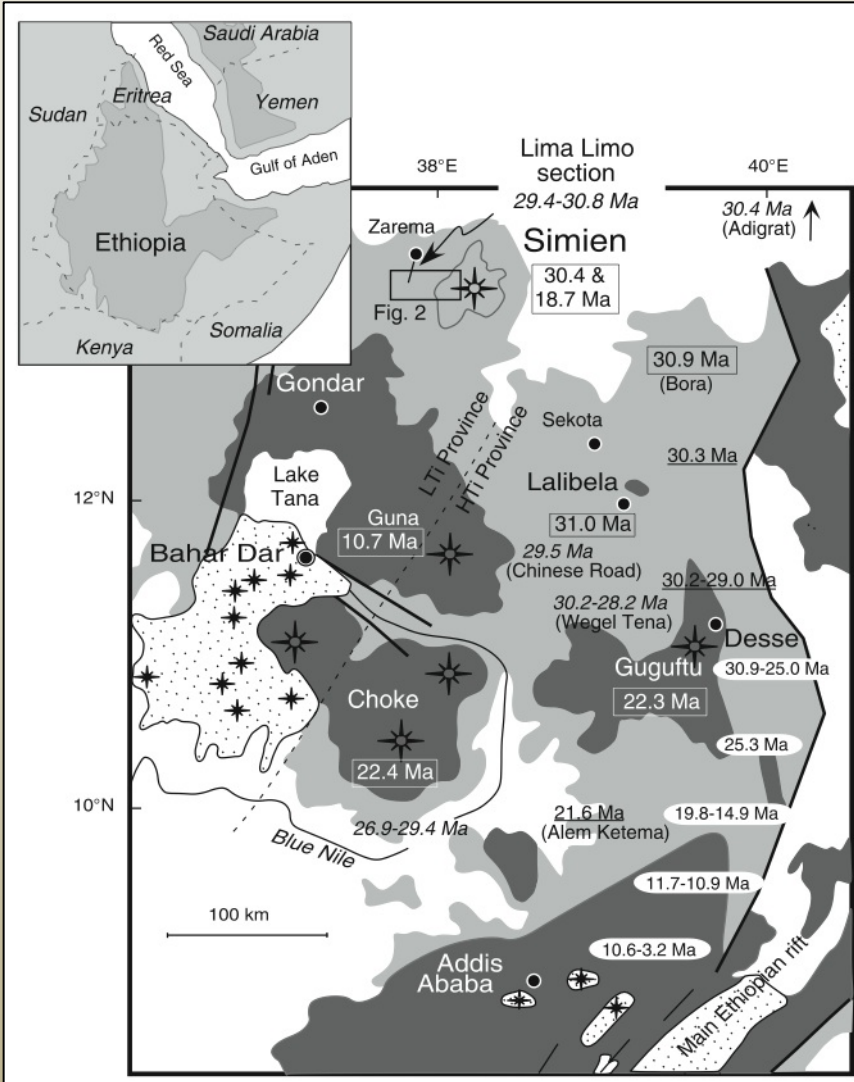 Saudi Arabia
Red Sea
Sudan
Eritrea
Yemen
Gulf of Aden
Ethiopia
Somalia
Kenya
38°E
Lima Limo
section
29.4-30.8 Ma
40°E
30.4 Ma
(Adigrat)
Zarema
Simien
30.4 &
18.7 Ma
Fig. 2
30.9 Ma
(Bora)
Gondar
LTi Province
HTi Province
Sekota
30.3 Ma
12°N
Lake
Tana
Lalibela
31.0 Ma
Guna
10.7 Ma
Bahar Dar
29.5 Ma
(Chinese Road)
30.2-29.0 Ma
30.2-28.2 Ma
(Wegel Tena)
Desse
30.9-25.0 Ma
Guguftu
22.3 Ma
Choke
22.4 Ma
25.3 Ma
10°N
26.9-29.4 Ma
21.6 Ma
(Alem Ketema)
19.8-14.9 Ma
Blue Nile
11.7-10.9 Ma
100 km
10.6-3.2 Ma
Addis
Ababa
Main Ethiopian rift